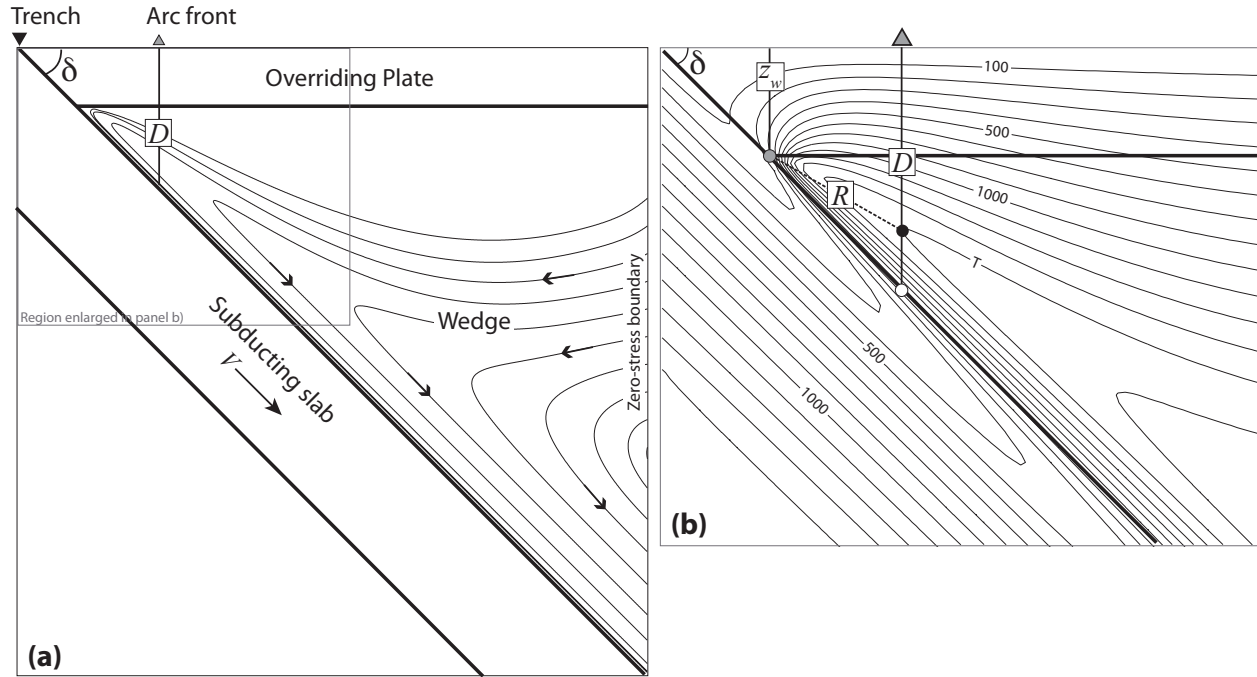 Trench
Arc front
δ
Overriding Plate
D
Region enlarged in panel b)
Wedge
Zero-stress boundary
Subducting slab
V
(a)
δ
z_w
100
500
D
1000
R
T
500
1000
(b)